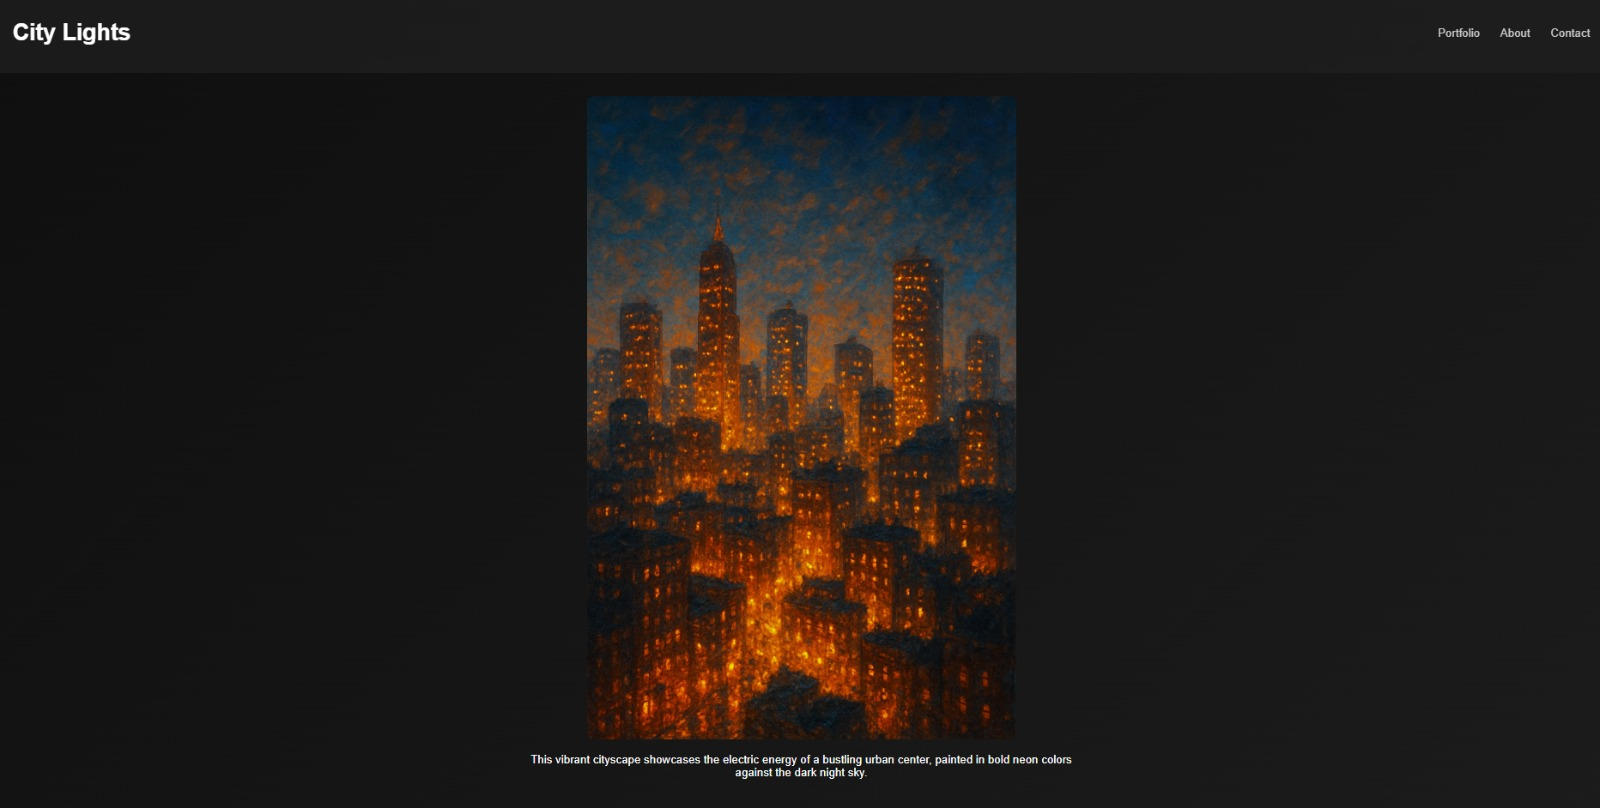 City Lights
Portfolio About Contact
This vibrant cityscape showcases the electric energy of a bustling urban center, painted in bold neon colors
against the dark night sky.